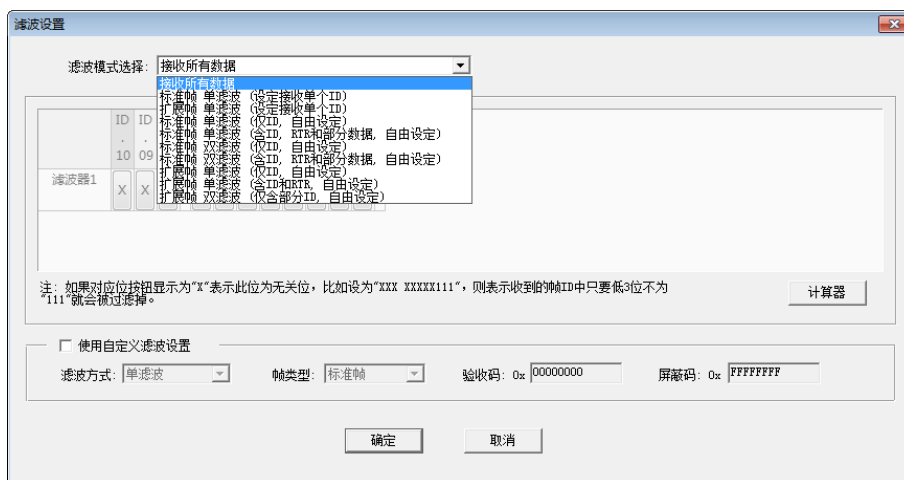 滤波设置
滤波模式选择: 接收所有数据
接收所有数据
标准帧 单滤波 (设定接收单个ID)
扩展帧 单滤波 (设定接收单个ID)
标准帧 单滤波 (仅ID, 自由设定)
标准帧 单滤波 (含ID, RTR和部分数据, 自由设定)
标准帧 双滤波 (仅ID, 自由设定)
标准帧 双滤波 (含ID, RTR和部分数据, 自由设定)
扩展帧 单滤波 (仅ID, 自由设定)
扩展帧 单滤波 (含ID和RTR, 自由设定)
扩展帧 双滤波 (仅含部分ID, 自由设定)
ID ID
. .
10 09
滤波器1 X X
注: 如果对应位按钮显示为"X"表示此位为无关位，比如设为"XXX XXXXX111"，则表示收到的帧ID中只要低3位不为
"111"就会被过滤掉。
计算器
使用自定义滤波设置
滤波方式: 单滤波 帧类型: 标准帧 验收码: 0x 00000000 屏蔽码: 0x FFFFFFFF
确定 取消